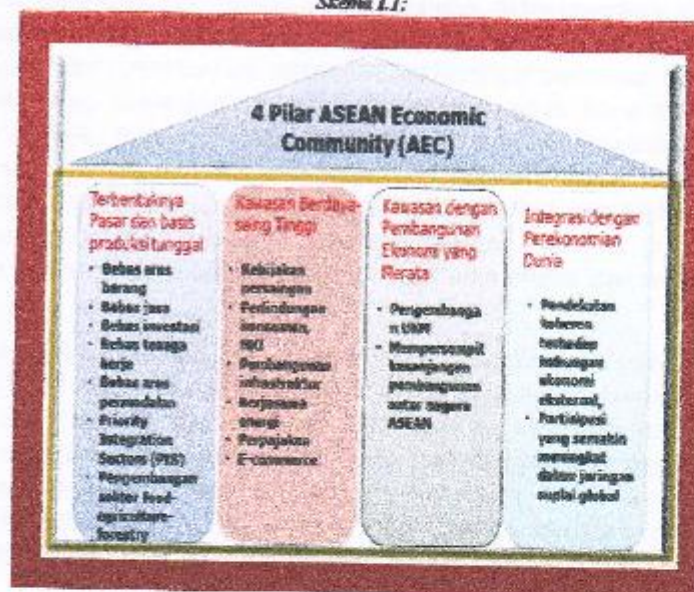 Skema 1.1:
4 Pilar ASEAN Economic
Community (AEC)
Terbentuknya
Pasar dan basis
produksi tunggal
• Bebas arus
barang
• Bebas jasa
• Bebas investasi
• Bebas tenaga
kerja
• Bebas arus
permodalan
• Priority
Integration
Sectors (PIS)
• Pengembangan
sektor food-
agriculture-
forestry
Kawasan Berdaya-
saing Tinggi
• Kebijakan
persaingan
• Perlindungan
konsumen,
HKI
• Pembangunan
infrastruktur
• Kerjasama
energi
• Perpajakan
• E-commerce
Kawasan dengan
Pembangunan
Ekonomi yang
Merata
• Pengembanga
n UKM
• Mempersempit
kesenjangan
pembangunan
antar negara
ASEAN
Integrasi dengan
Perekonomian
Dunia
• Pendekatan
koheren
terhadap
hubungan
ekonomi
eksternal,
• Partisipasi
yang semakin
meningkat
dalam jaringan
suplai global